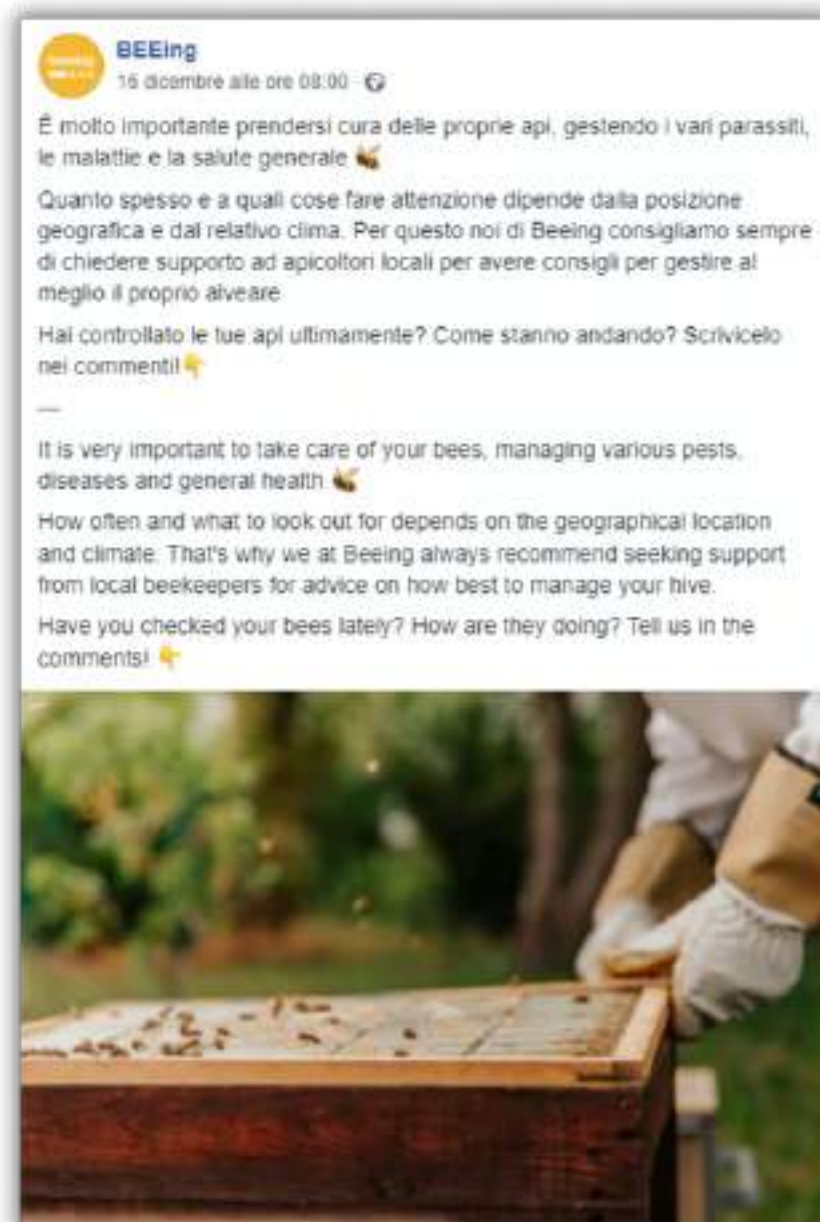 BEEing
16 dicembre alle ore 08:00
È molto importante prendersi cura delle proprie api, gestendo i vari parassiti,
le malattie e la salute generale 🐝
Quanto spesso e a quali cose fare attenzione dipende dalla posizione
geografica e dal relativo clima. Per questo noi di Beeing consigliamo sempre
di chiedere supporto ad apicoltori locali per avere consigli per gestire al
meglio il proprio alveare
Hai controllato le tue api ultimamente? Come stanno andando? Scrivicelo
nei commenti!👇
—
It is very important to take care of your bees, managing various pests,
diseases and general health 🐝
How often and what to look out for depends on the geographical location
and climate. That's why we at Beeing always recommend seeking support
from local beekeepers for advice on how best to manage your hive.
Have you checked your bees lately? How are they doing? Tell us in the
comments! 👇